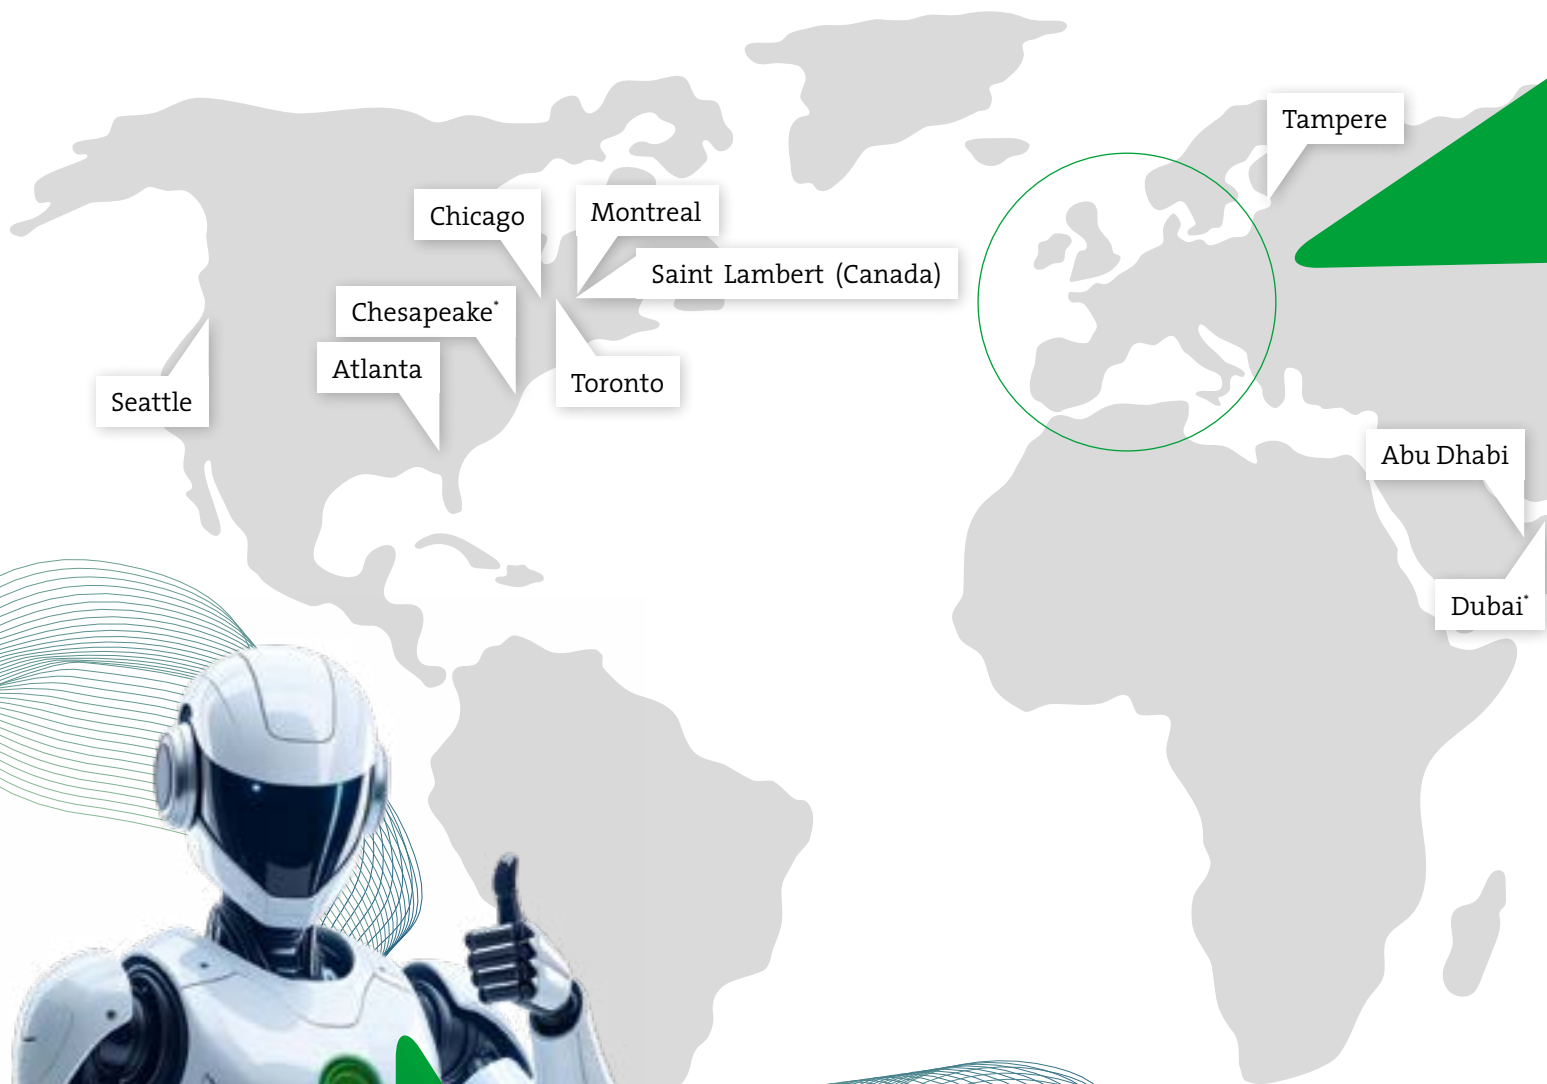 Tampere
Chicago
Montreal
Saint Lambert (Canada)
Chesapeake*
Atlanta
Toronto
Seattle
Abu Dhabi
Dubai*